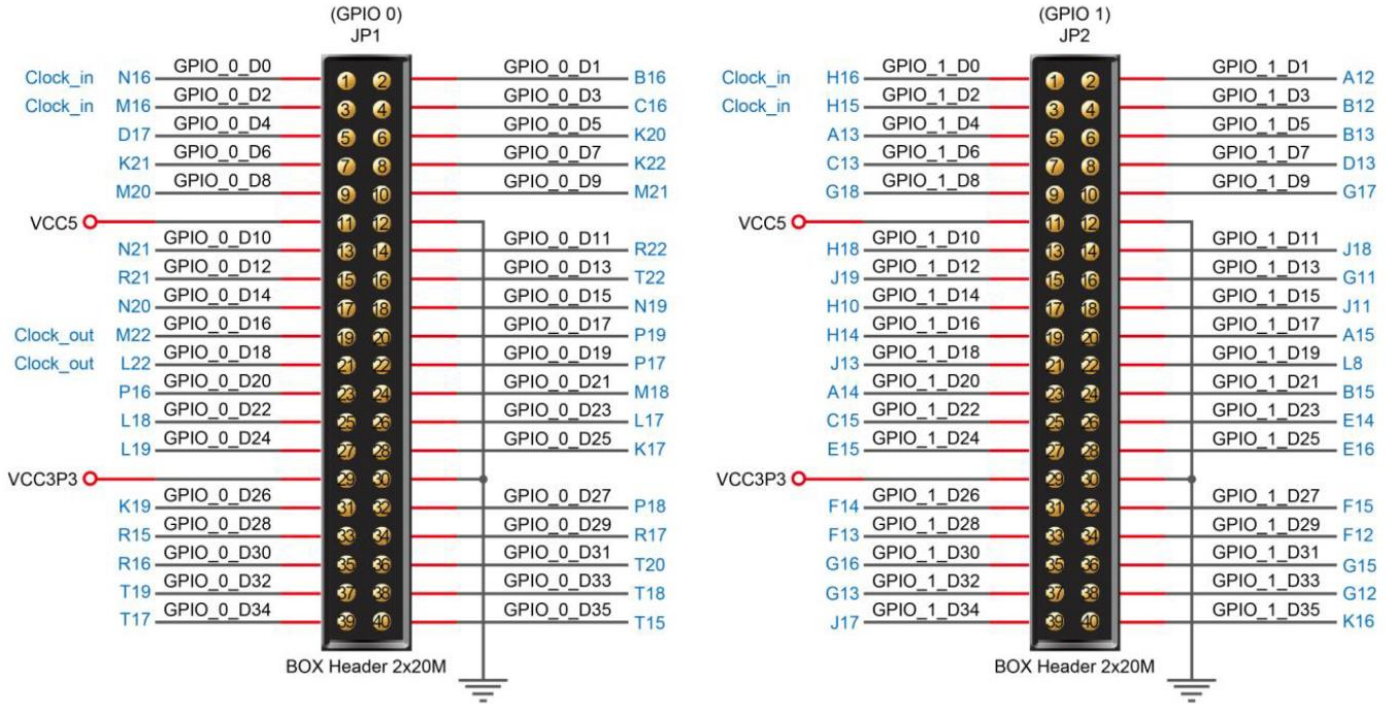 (GPIO 0)
JP1
Clock_in N16 GPIO_0_D0 1 2 GPIO_0_D1 B16
Clock_in M16 GPIO_0_D2 3 4 GPIO_0_D3 C16
D17 GPIO_0_D4 5 6 GPIO_0_D5 K20
K21 GPIO_0_D6 7 8 GPIO_0_D7 K22
M20 GPIO_0_D8 9 10 GPIO_0_D9 M21
VCC5 11 12
N21 GPIO_0_D10 13 14 GPIO_0_D11 R22
R21 GPIO_0_D12 15 16 GPIO_0_D13 T22
N20 GPIO_0_D14 17 18 GPIO_0_D15 N19
Clock_out M22 GPIO_0_D16 19 20 GPIO_0_D17 P19
Clock_out L22 GPIO_0_D18 21 22 GPIO_0_D19 P17
P16 GPIO_0_D20 23 24 GPIO_0_D21 M18
L18 GPIO_0_D22 25 26 GPIO_0_D23 L17
L19 GPIO_0_D24 27 28 GPIO_0_D25 K17
VCC3P3 29 30
K19 GPIO_0_D26 31 32 GPIO_0_D27 P18
R15 GPIO_0_D28 33 34 GPIO_0_D29 R17
R16 GPIO_0_D30 35 36 GPIO_0_D31 T20
T19 GPIO_0_D32 37 38 GPIO_0_D33 T18
T17 GPIO_0_D34 39 40 GPIO_0_D35 T15
BOX Header 2x20M
(GPIO 1)
JP2
Clock_in H16 GPIO_1_D0 1 2 GPIO_1_D1 A12
Clock_in H15 GPIO_1_D2 3 4 GPIO_1_D3 B12
A13 GPIO_1_D4 5 6 GPIO_1_D5 B13
C13 GPIO_1_D6 7 8 GPIO_1_D7 D13
G18 GPIO_1_D8 9 10 GPIO_1_D9 G17
VCC5 11 12
H18 GPIO_1_D10 13 14 GPIO_1_D11 J18
J19 GPIO_1_D12 15 16 GPIO_1_D13 G11
H10 GPIO_1_D14 17 18 GPIO_1_D15 J11
H14 GPIO_1_D16 19 20 GPIO_1_D17 A15
J13 GPIO_1_D18 21 22 GPIO_1_D19 L8
A14 GPIO_1_D20 23 24 GPIO_1_D21 B15
C15 GPIO_1_D22 25 26 GPIO_1_D23 E14
E15 GPIO_1_D24 27 28 GPIO_1_D25 E16
VCC3P3 29 30
F14 GPIO_1_D26 31 32 GPIO_1_D27 F15
F13 GPIO_1_D28 33 34 GPIO_1_D29 F12
G16 GPIO_1_D30 35 36 GPIO_1_D31 G15
G13 GPIO_1_D32 37 38 GPIO_1_D33 G12
J17 GPIO_1_D34 39 40 GPIO_1_D35 K16
BOX Header 2x20M